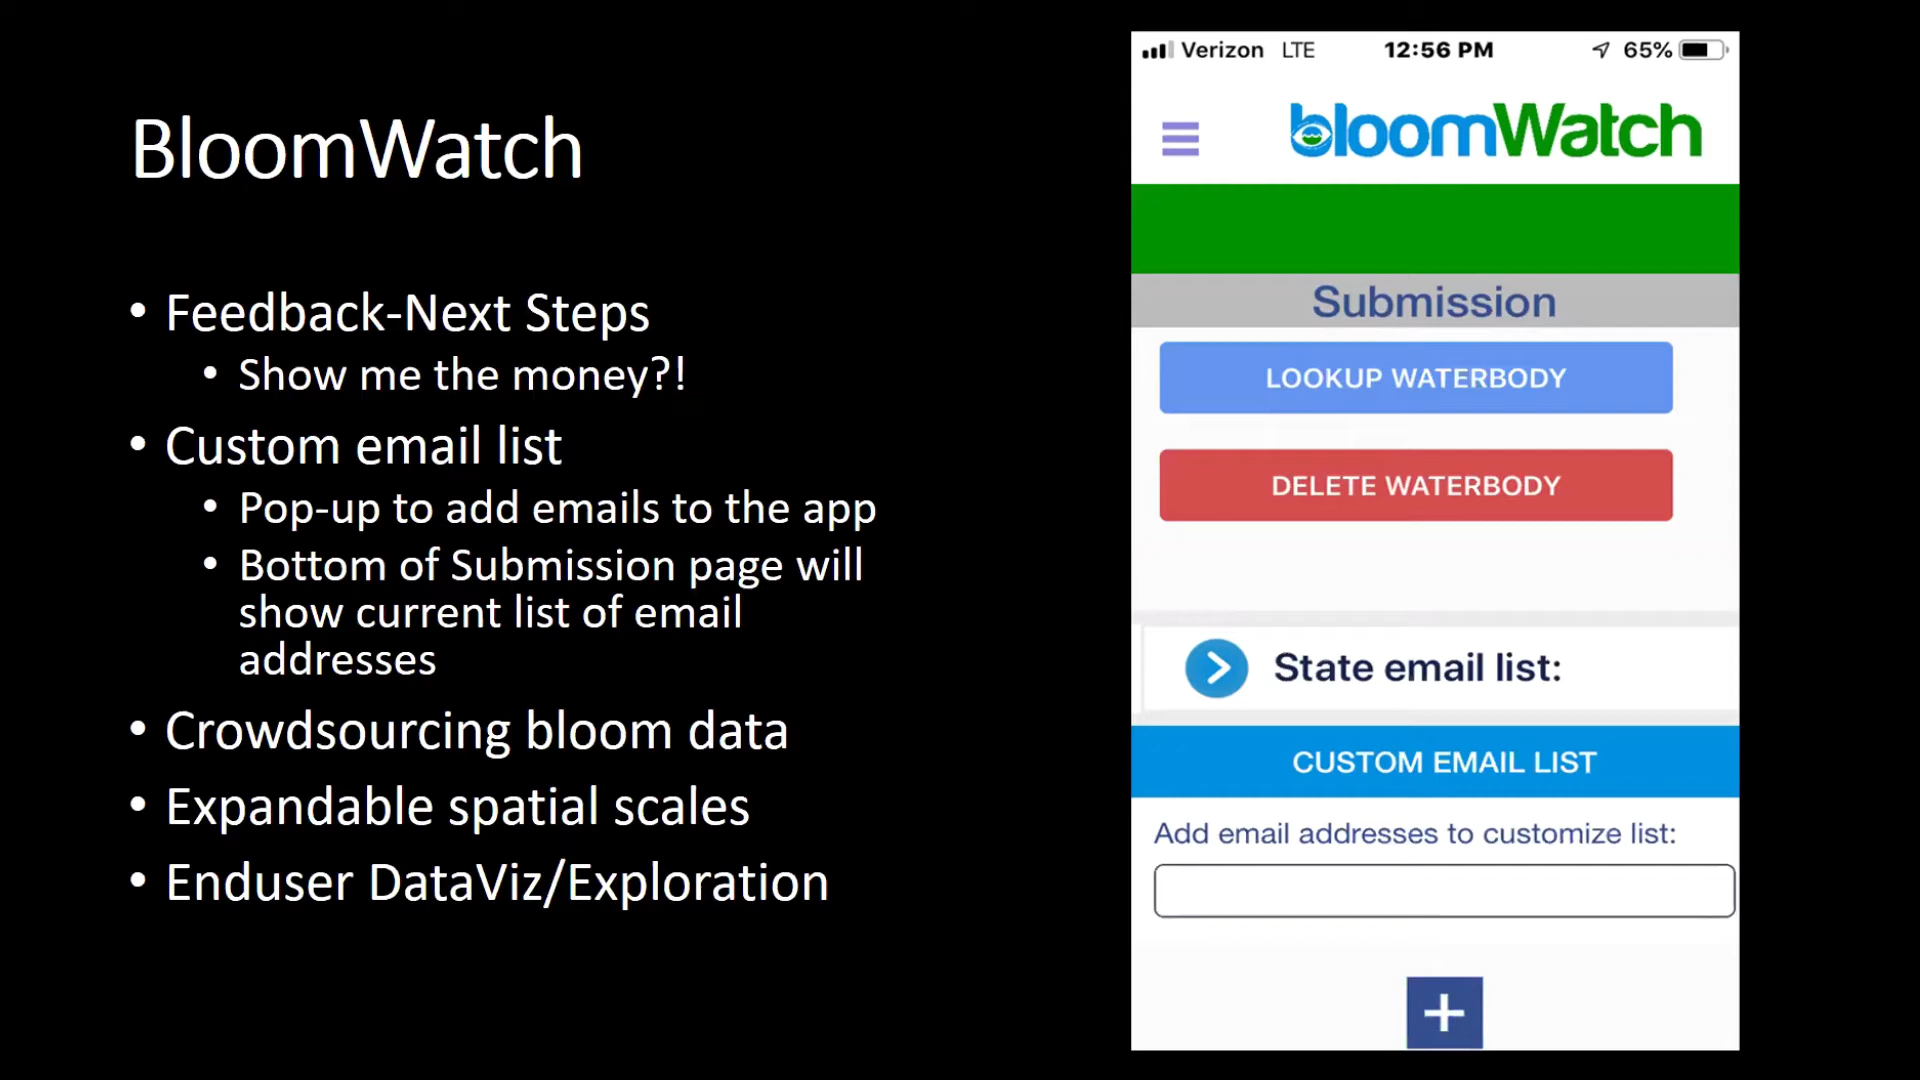 BloomWatch
• Feedback-Next Steps
• Show me the money?!
• Custom email list
• Pop-up to add emails to the app
• Bottom of Submission page will
show current list of email
addresses
• Crowdsourcing bloom data
• Expandable spatial scales
• Enduser DataViz/Exploration
Verizon LTE 12:56 PM 65%
bloomWatch
Submission
LOOKUP WATERBODY
DELETE WATERBODY
State email list:
CUSTOM EMAIL LIST
Add email addresses to customize list:
+